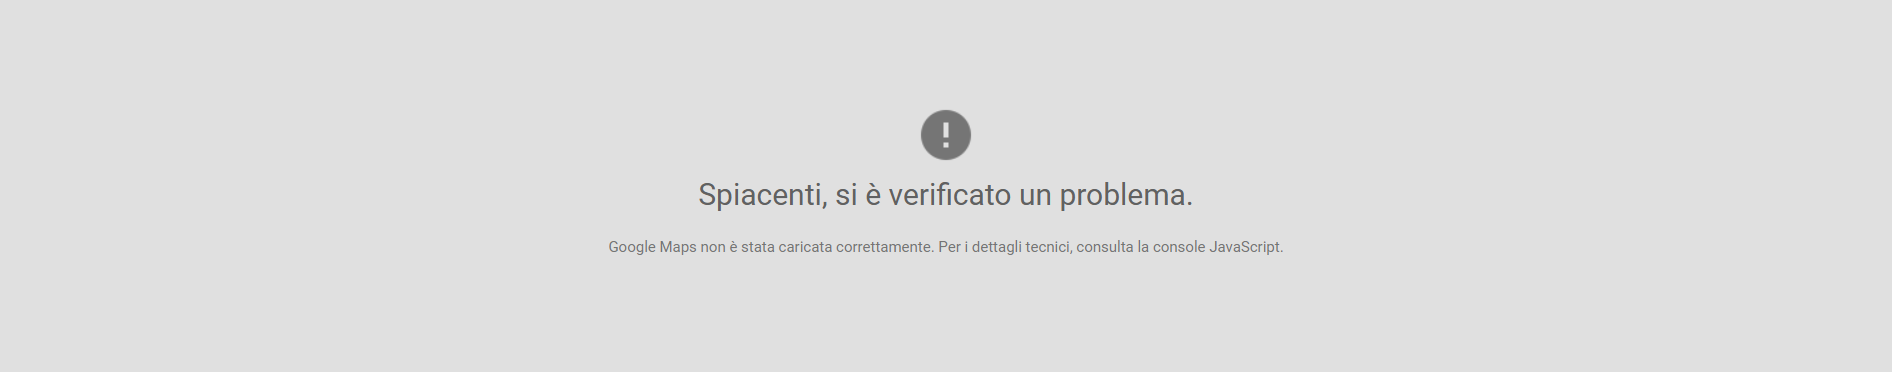 Spiacenti, si è verificato un problema.
Google Maps non è stata caricata correttamente. Per i dettagli tecnici, consulta la console JavaScript.